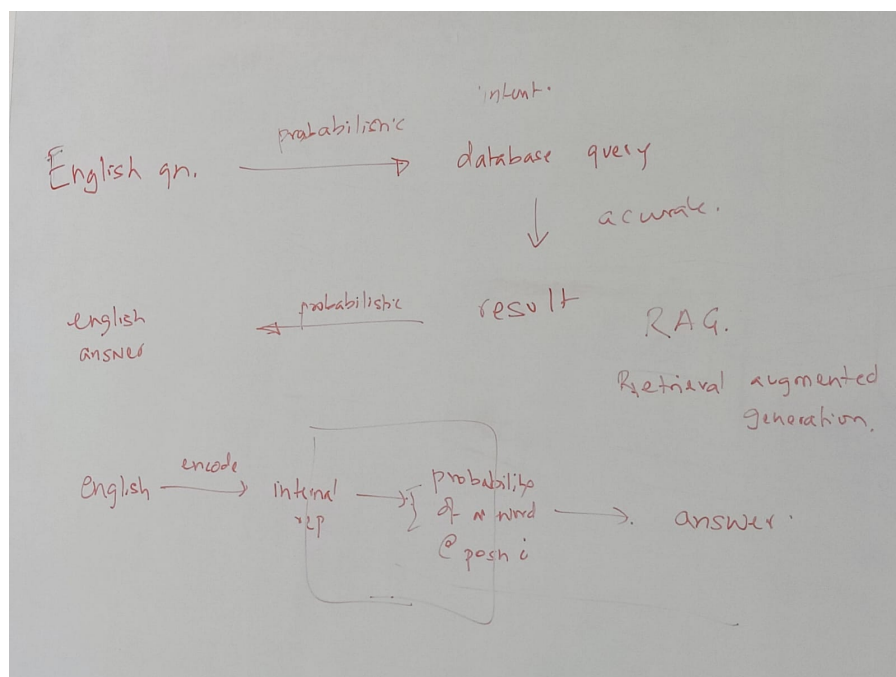 intent.
probabilistic
English qn.
database query
acurate.
result
probabilistic
english
answer
RAG.
Retrieval augmented
generation.
english
encode
internal
rep
probability
of a word
@ posn i
answer.